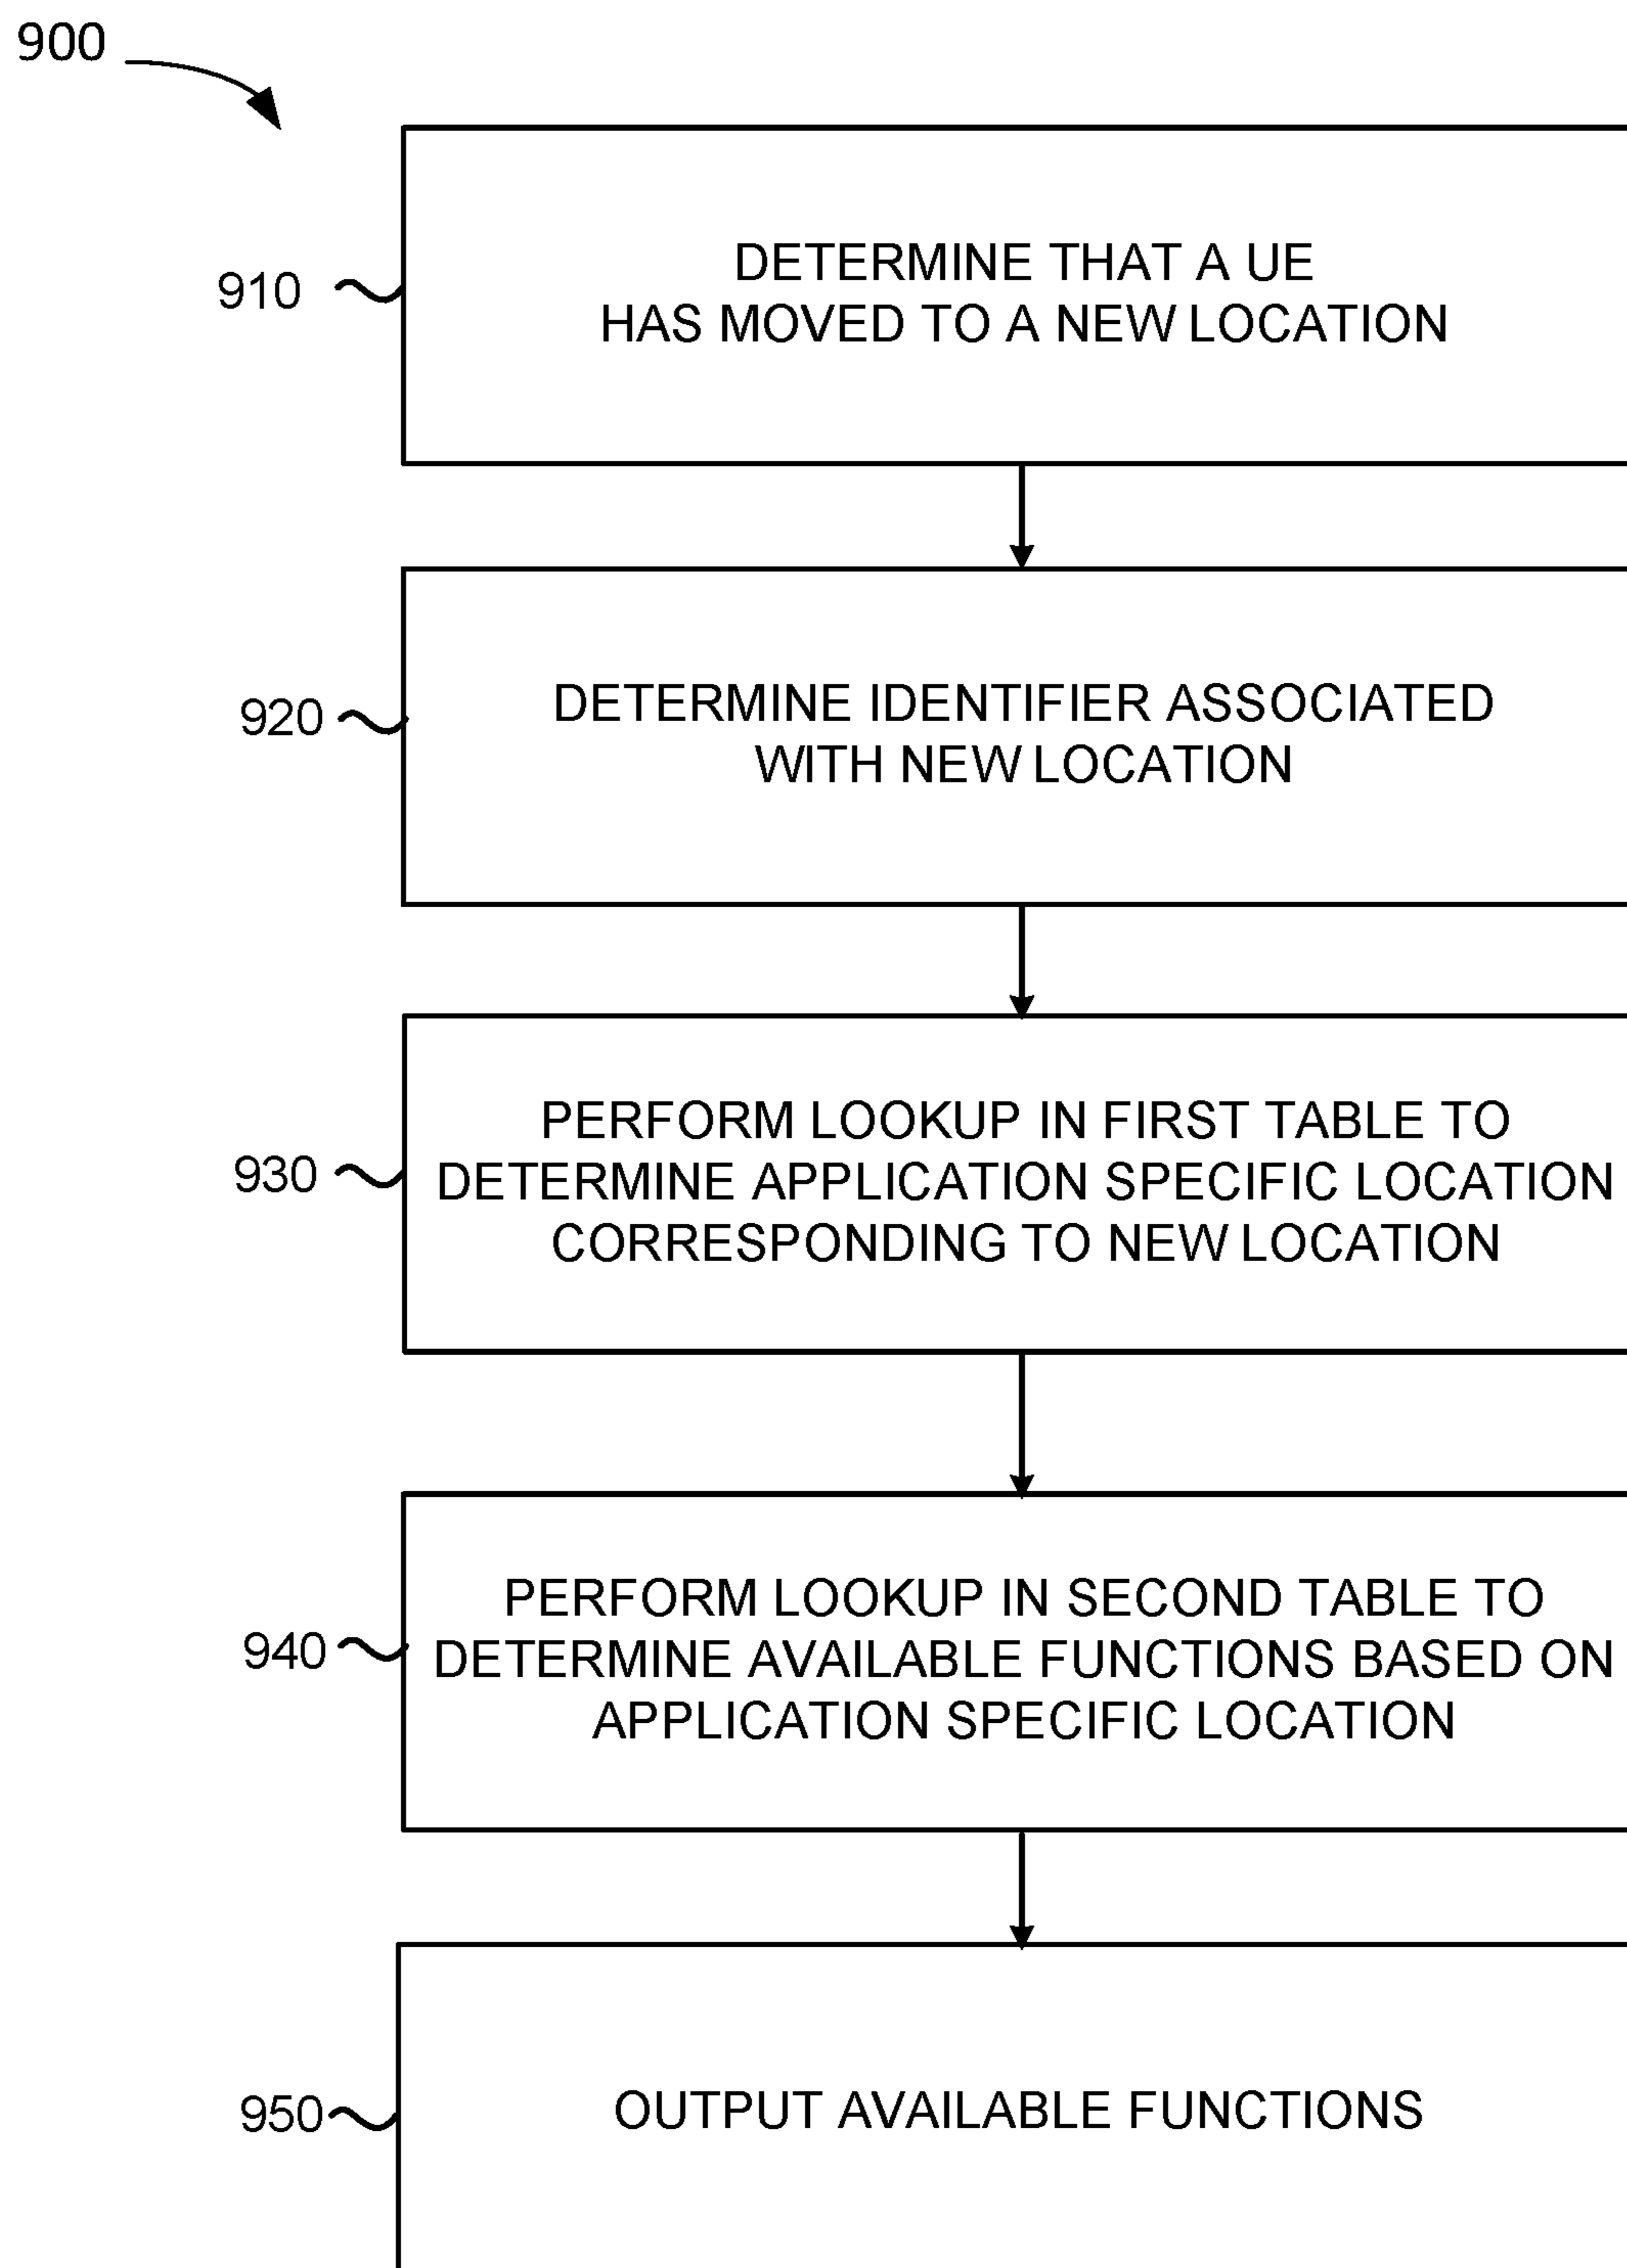 900
910
DETERMINE THAT A UE
HAS MOVED TO A NEW LOCATION
920
DETERMINE IDENTIFIER ASSOCIATED
WITH NEW LOCATION
930
PERFORM LOOKUP IN FIRST TABLE TO
DETERMINE APPLICATION SPECIFIC LOCATION
CORRESPONDING TO NEW LOCATION
940
PERFORM LOOKUP IN SECOND TABLE TO
DETERMINE AVAILABLE FUNCTIONS BASED ON
APPLICATION SPECIFIC LOCATION
950
OUTPUT AVAILABLE FUNCTIONS